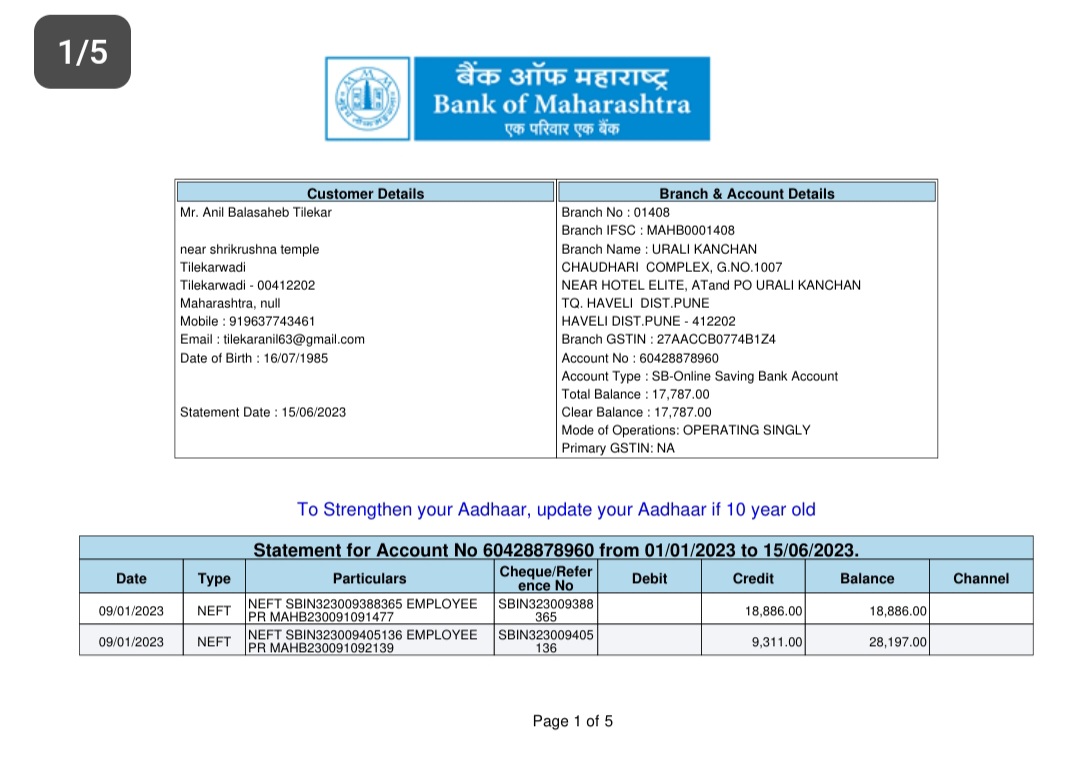 1/5
बैंक ऑफ महाराष्ट्र
Bank of Maharashtra
एक परिवार एक बैंक
Customer Details
Mr. Anil Balasaheb Tilekar
near shrikrushna temple
Tilekarwadi
Tilekarwadi - 00412202
Maharashtra, null
Mobile : 919637743461
Email : tilekaranil63@gmail.com
Date of Birth : 16/07/1985
Statement Date : 15/06/2023
Branch & Account Details
Branch No : 01408
Branch IFSC : MAHB0001408
Branch Name : URALI KANCHAN
CHAUDHARI COMPLEX, G.NO.1007
NEAR HOTEL ELITE, ATand PO URALI KANCHAN
TQ. HAVELI DIST.PUNE
HAVELI DIST.PUNE - 412202
Branch GSTIN : 27AACCB0774B1Z4
Account No : 60428878960
Account Type : SB-Online Saving Bank Account
Total Balance : 17,787.00
Clear Balance : 17,787.00
Mode of Operations: OPERATING SINGLY
Primary GSTIN: NA
To Strengthen your Aadhaar, update your Aadhaar if 10 year old
Statement for Account No 60428878960 from 01/01/2023 to 15/06/2023.
Date Type Particulars Cheque/Refer Debit Credit Balance Channel
ence No
09/01/2023 NEFT NEFT SBIN323009388365 EMPLOYEE SBIN323009388 18,886.00 18,886.00
PR MAHB230091091477 365
09/01/2023 NEFT NEFT SBIN323009405136 EMPLOYEE SBIN323009405 9,311.00 28,197.00
PR MAHB230091092139 136
Page 1 of 5